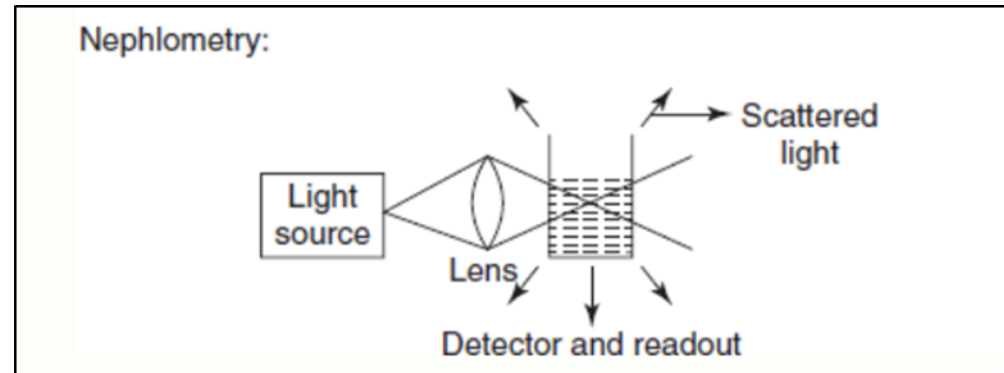 Nephlometry:
Scattered
light
Light
source
Lens
Detector and readout